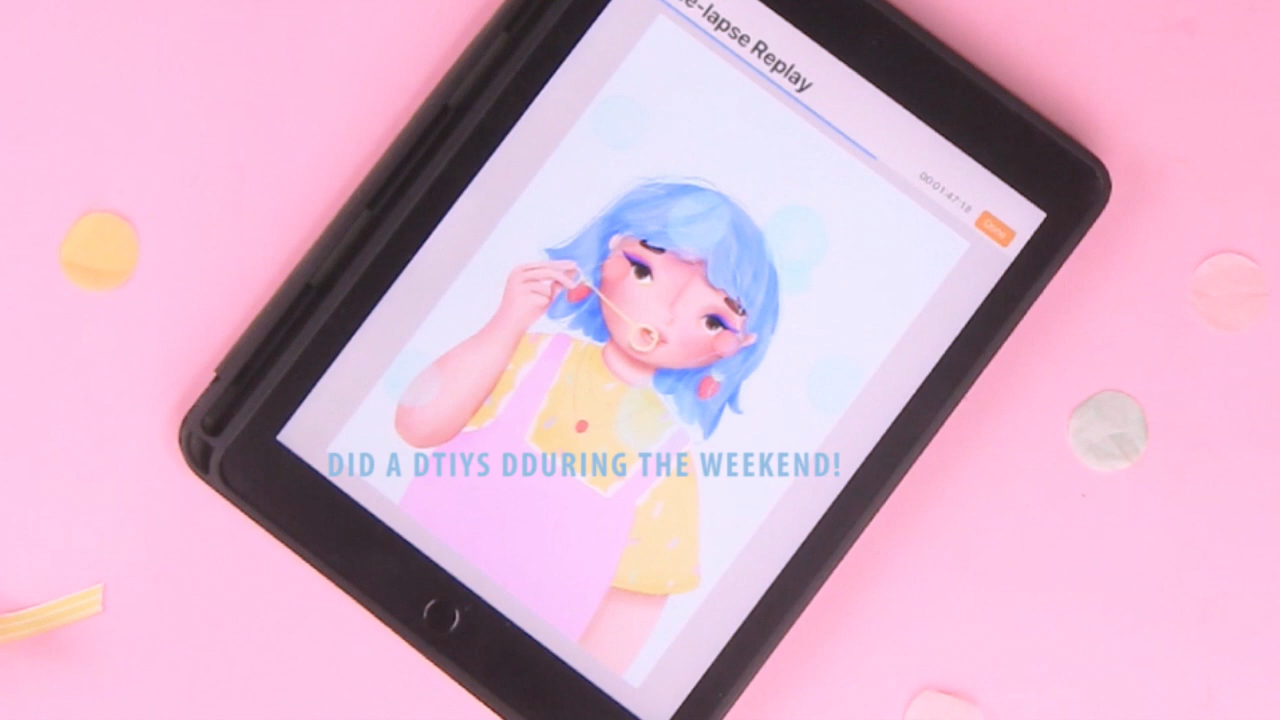 e-lapse Replay
00:01:47:18
Done
DID A DTIYS DDURING THE WEEKEND!